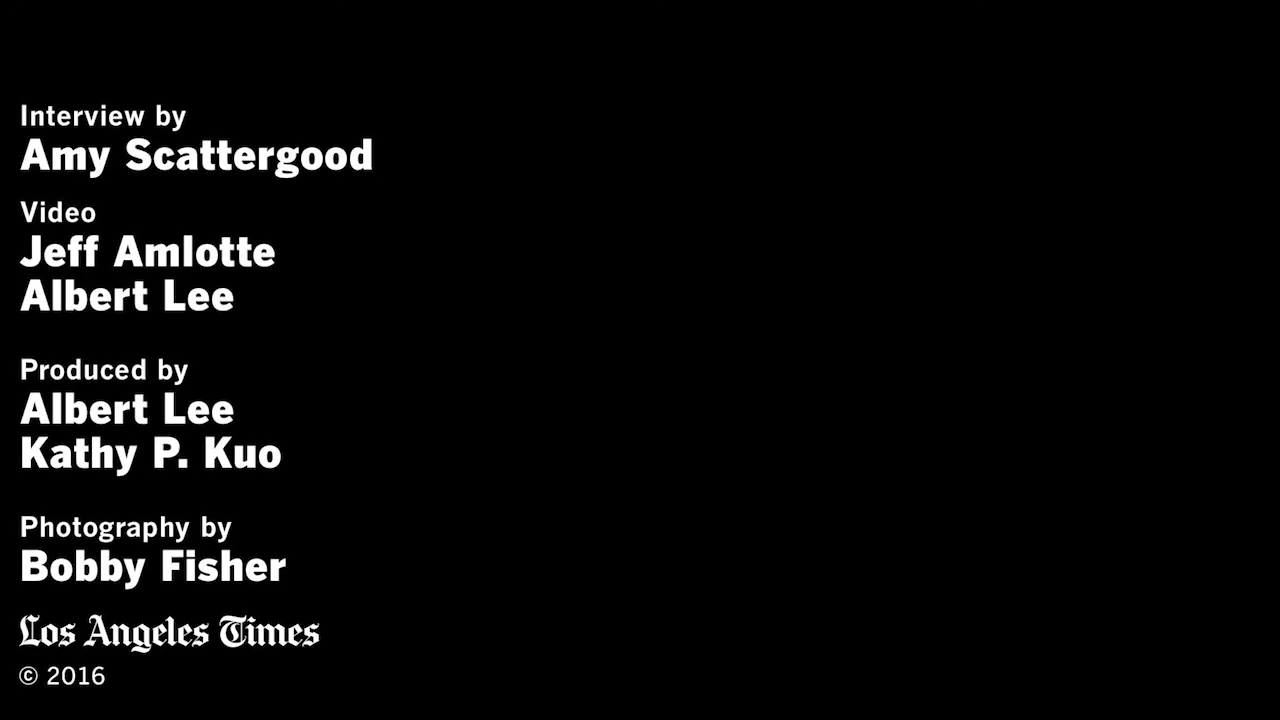 Interview by
Amy Scattergood
Video
Jeff Amlotte
Albert Lee
Produced by
Albert Lee
Kathy P. Kuo
Photography by
Bobby Fisher
Los Angeles Times
© 2016